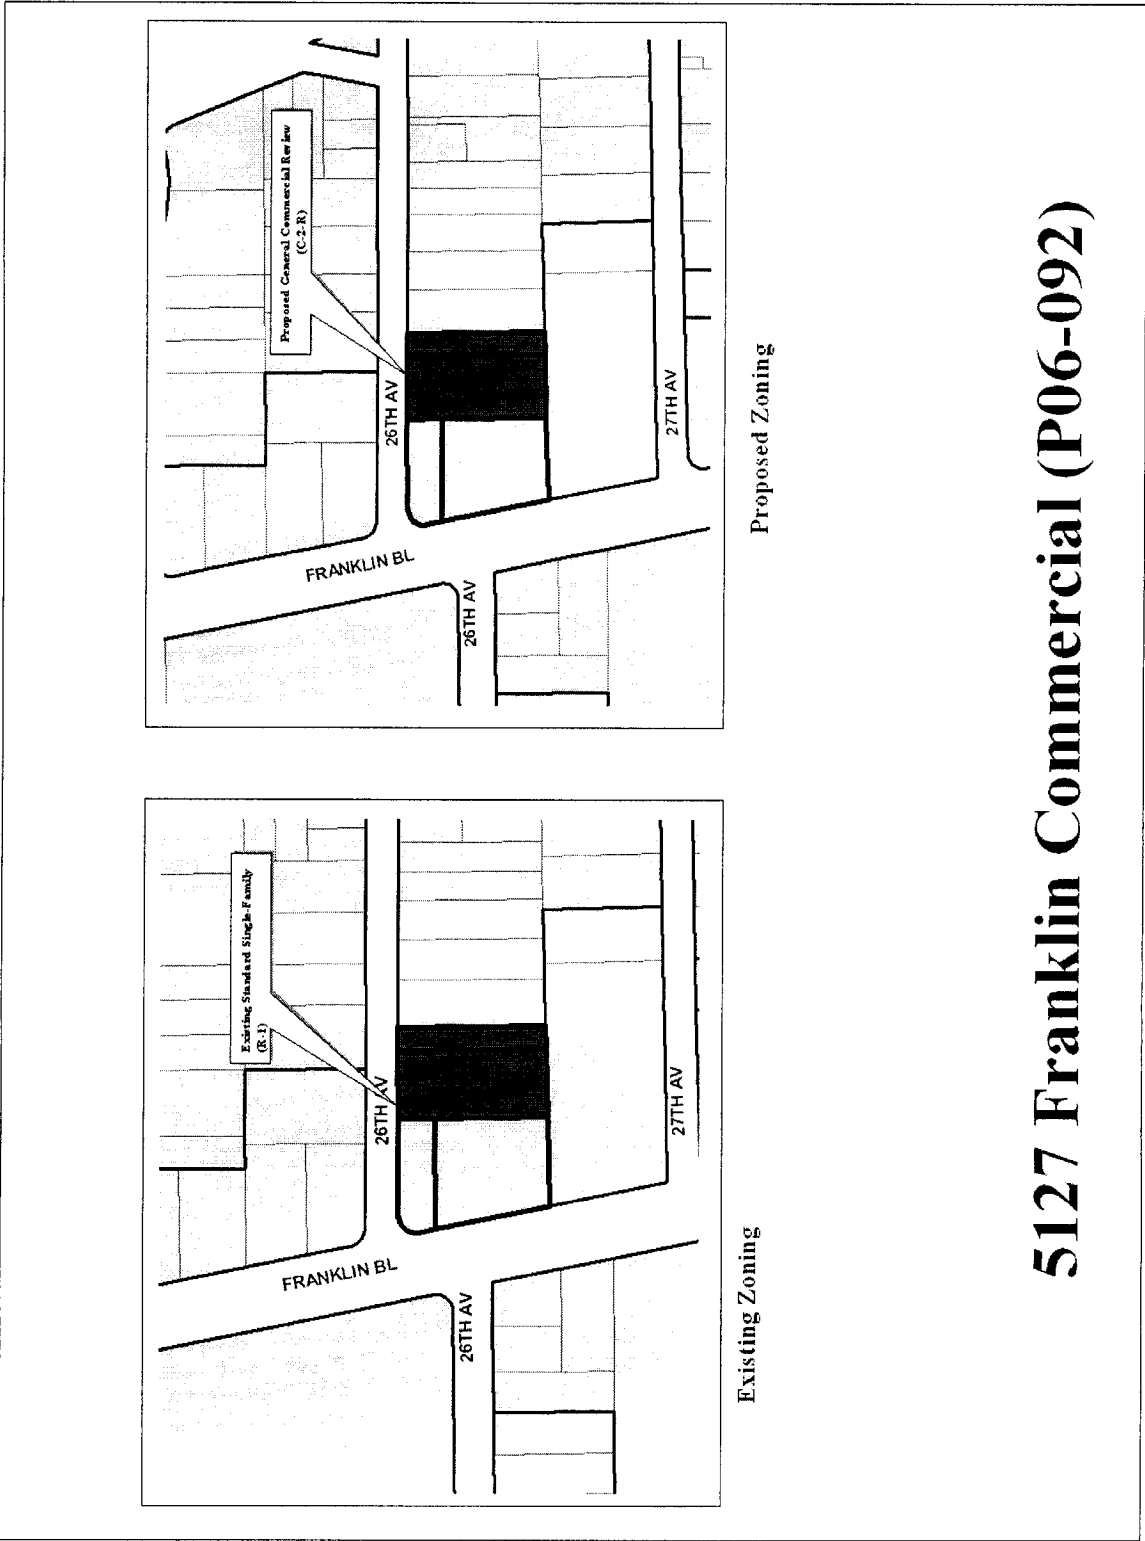 Existing Standard Single-Family
(R-1)
26TH AV
FRANKLIN BL
26TH AV
27TH AV
Existing Zoning
Proposed General Commercial Review
(C-2-R)
26TH AV
FRANKLIN BL
26TH AV
27TH AV
Proposed Zoning
5127 Franklin Commercial (P06-092)